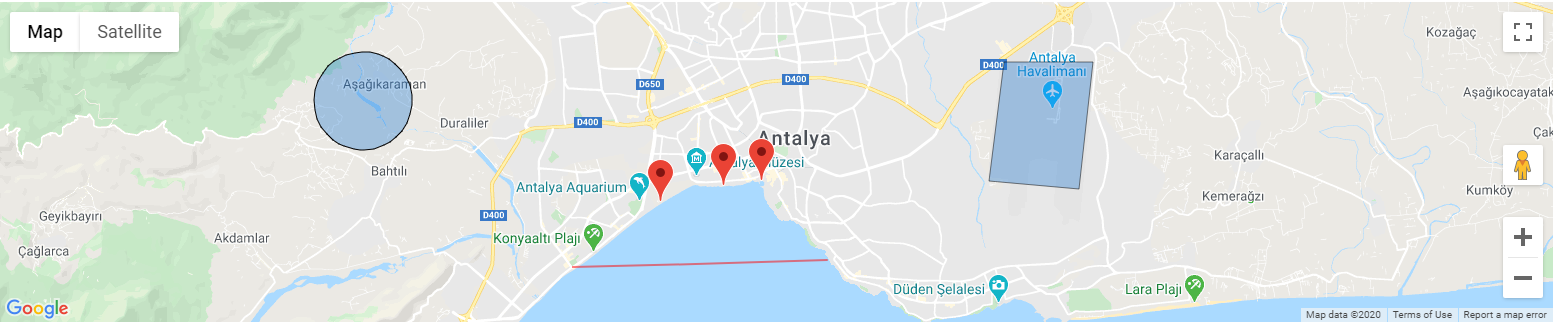 Map
Satellite
Antalya
Havalimanı
Kozağaç
D400
D650
D400
Aşağıkaraman
Aşağıkocayatak
D400
Duraliler
Çak
Antalya
Karaçallı
Antalya Müzesi
Bahtılı
Antalya Aquarium
Kumköy
Kemerağzı
Geyikbayırı
D400
Akdamlar
Konyaaltı Plajı
Çağlarca
Düden Şelalesi
Lara Plajı
Google
Map data ©2020
Terms of Use
Report a map error